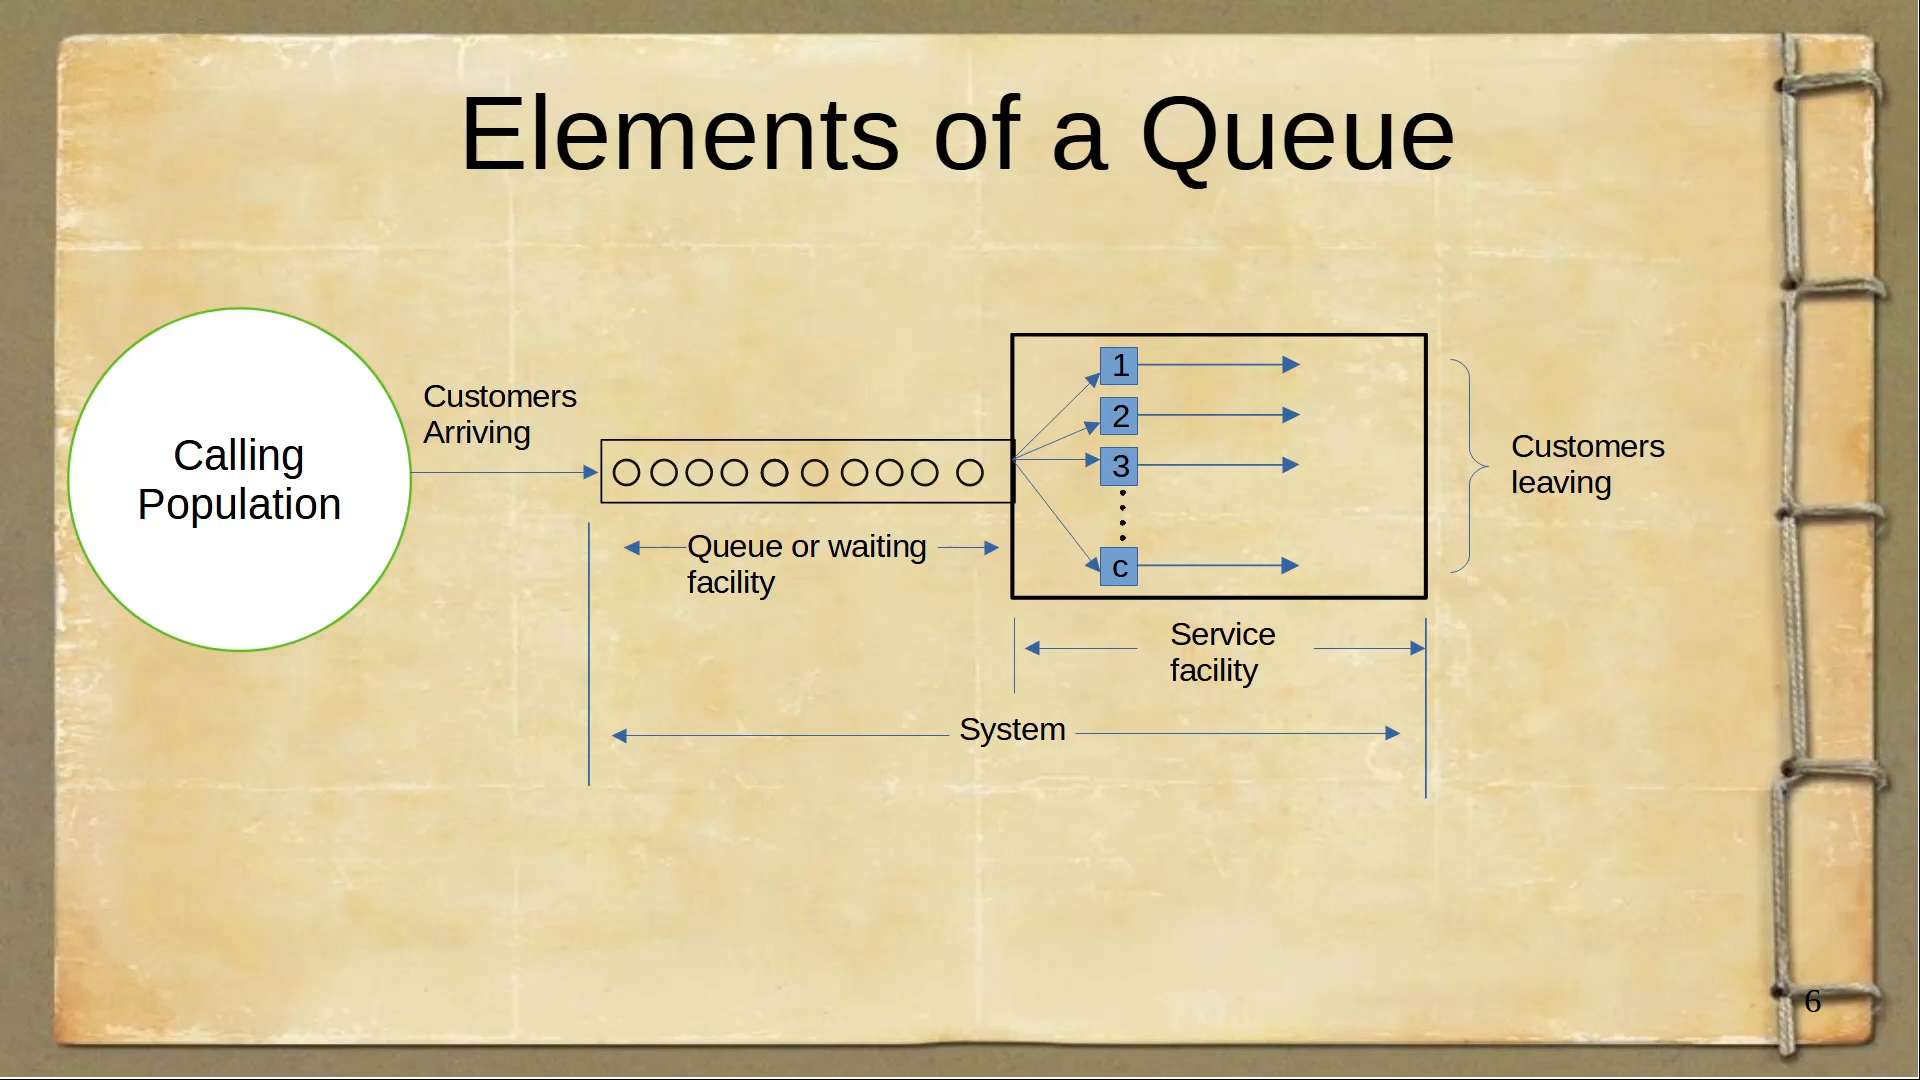 Elements of a Queue
Calling
Population
Customers
Arriving
Queue or waiting
facility
1
2
3
c
Customers
leaving
Service
facility
System
6